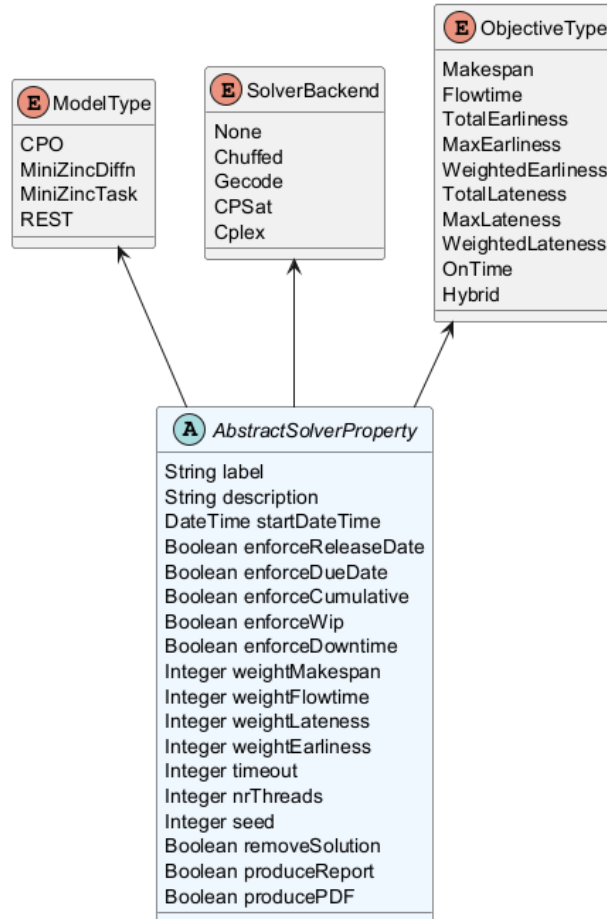 E ModelType
CPO
MiniZincDiffn
MiniZincTask
REST
E SolverBackend
None
Chuffed
Gecode
CPSat
Cplex
E ObjectiveType
Makespan
Flowtime
TotalEarliness
MaxEarliness
WeightedEarliness
TotalLateness
MaxLateness
WeightedLateness
OnTime
Hybrid
A AbstractSolverProperty
String label
String description
DateTime startDateTime
Boolean enforceReleaseDate
Boolean enforceDueDate
Boolean enforceCumulative
Boolean enforceWip
Boolean enforceDowntime
Integer weightMakespan
Integer weightFlowtime
Integer weightLateness
Integer weightEarliness
Integer timeout
Integer nrThreads
Integer seed
Boolean removeSolution
Boolean produceReport
Boolean producePDF